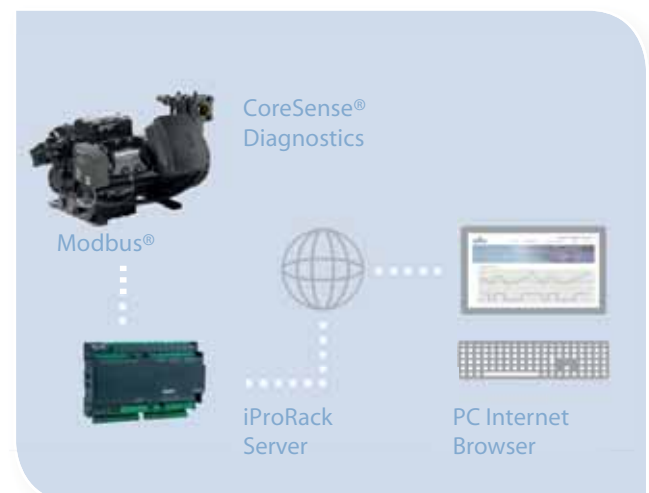 CoreSense®
Diagnostics
Modbus®
iProRack
Server
PC Internet
Browser